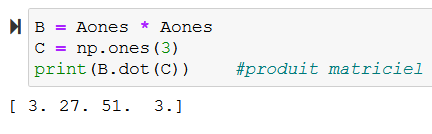 B = Aones * Aones
C = np.ones(3)
print(B.dot(C))    #produit matriciel
[ 3. 27. 51.  3.]